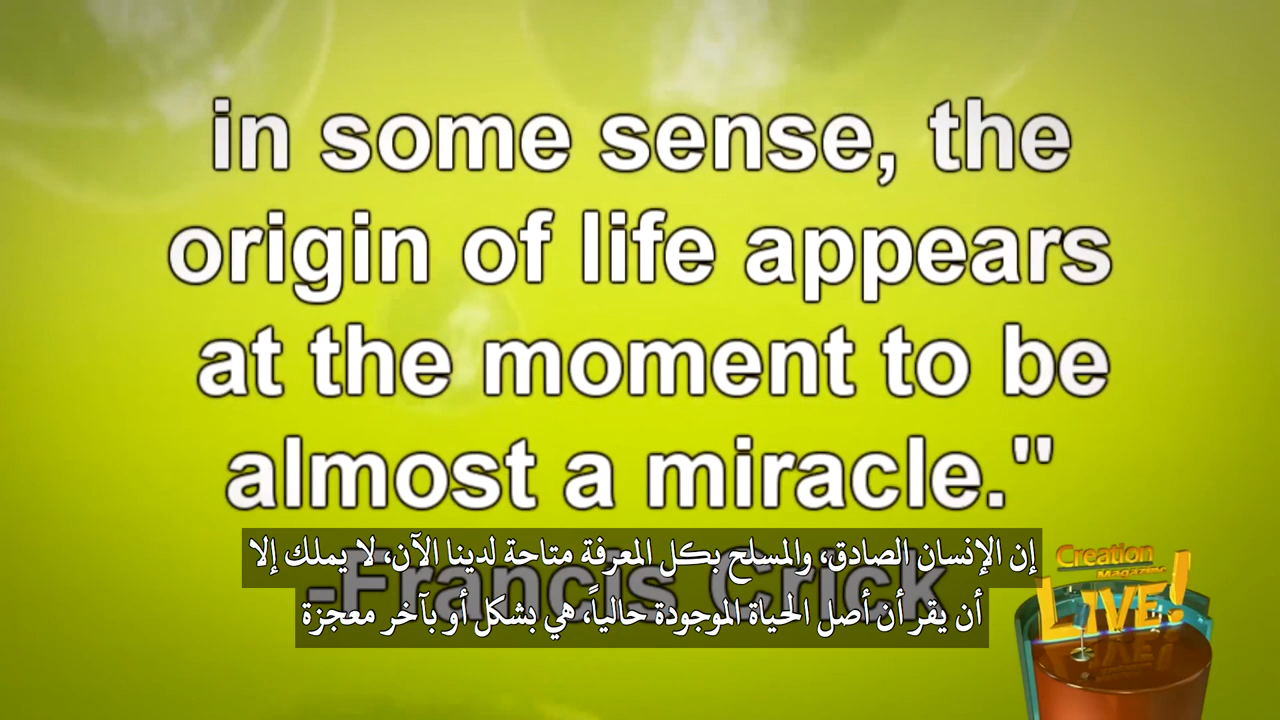 in some sense, the
origin of life appears
at the moment to be
almost a miracle."
-Francis Crick
إن الإنسان الصادق، والمسلح بكل المعرفة متاحة لدينا الآن، لا يملك إلا
أن يقر أن أصل الحياة الموجودة حالياً، هي بشكل أو بآخر معجزة
Creation
Magazine
LIVE!